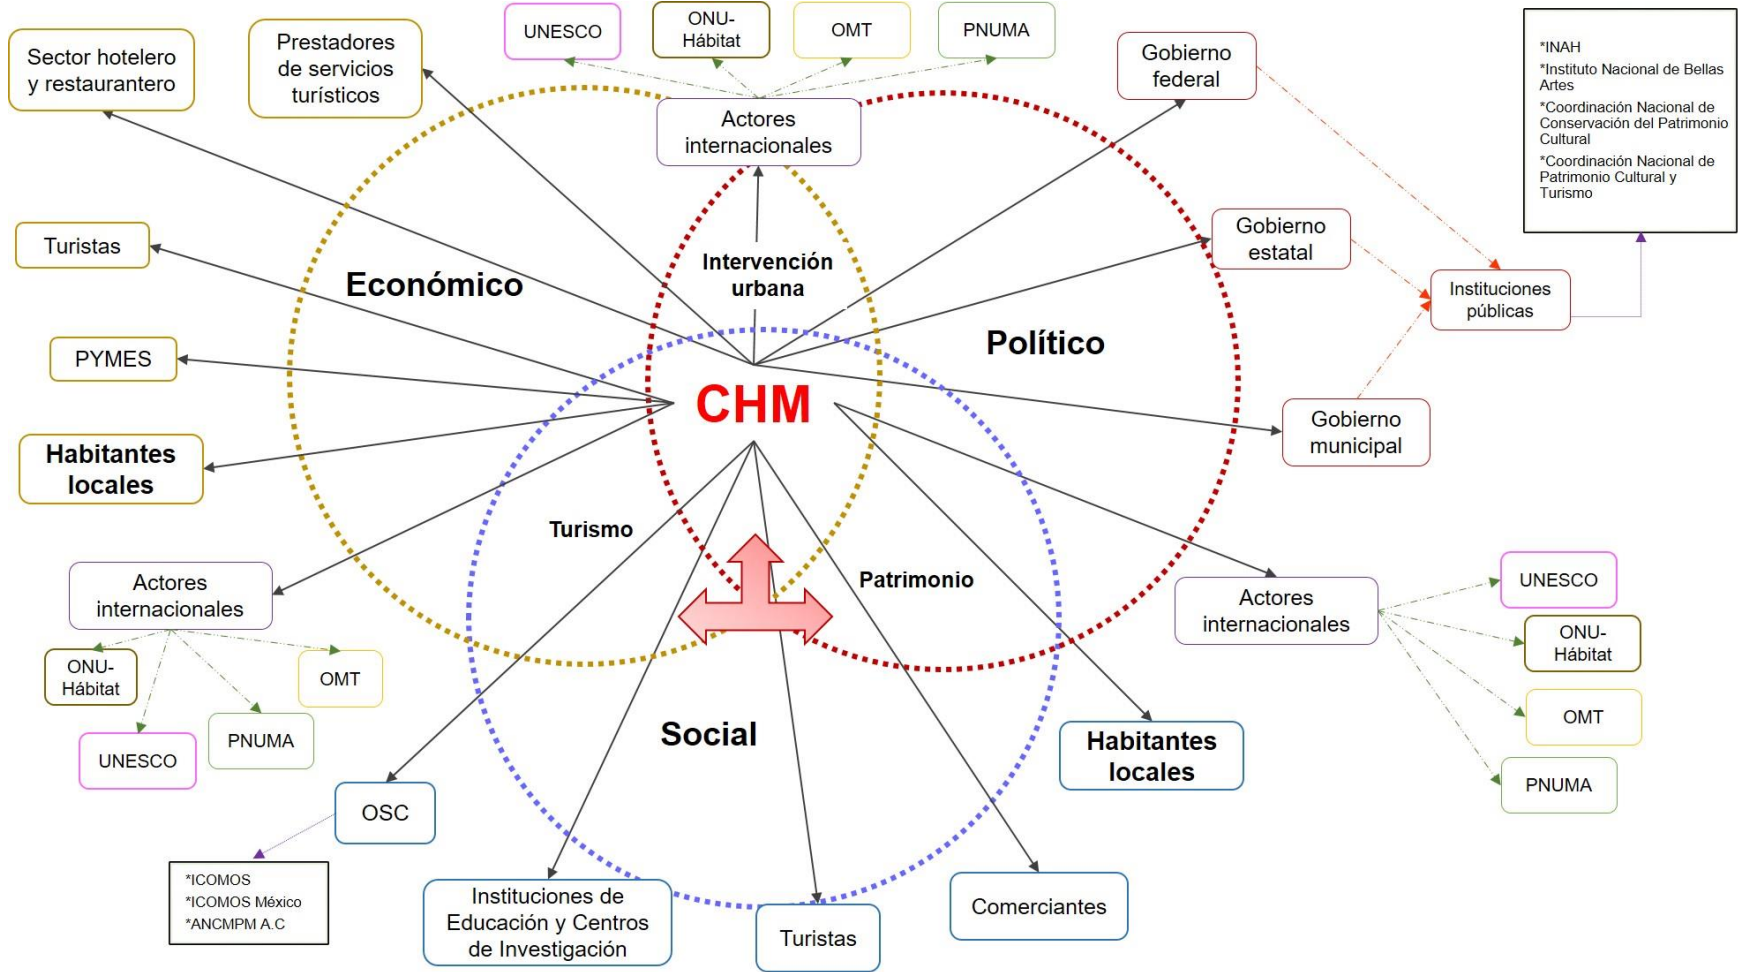 Sector hotelero
y restaurantero
Prestadores
de servicios
turísticos
UNESCO
ONU-
Hábitat
OMT
PNUMA
Gobierno
federal
*INAH
*Instituto Nacional de Bellas
Artes
*Coordinación Nacional de
Conservación del Patrimonio
Cultural
*Coordinación Nacional de
Patrimonio Cultural y
Turismo
Actores
internacionales
Turistas
Gobierno
estatal
Intervención
urbana
Económico
Instituciones
públicas
Político
PYMES
CHM
Gobierno
municipal
Habitantes
locales
Turismo
Patrimonio
Actores
internacionales
ONU-
Hábitat
OMT
UNESCO
PNUMA
Actores
internacionales
UNESCO
ONU-
Hábitat
OMT
PNUMA
Social
Habitantes
locales
OSC
*ICOMOS
*ICOMOS México
*ANCMPM A.C
Instituciones de
Educación y Centros
de Investigación
Turistas
Comerciantes